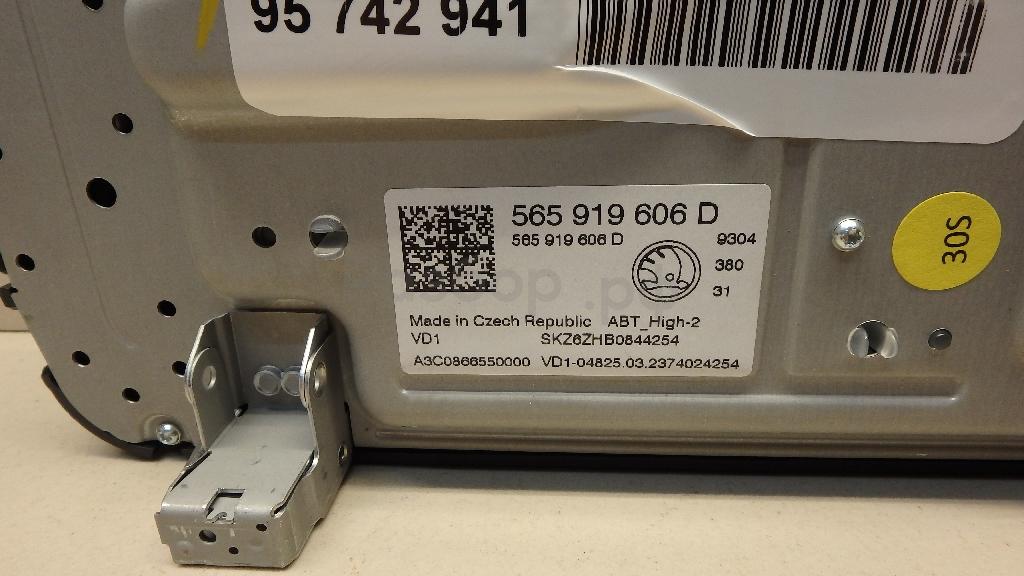 95 742 941
565 919 606 D
565 919 606 D
9304
380
31
Made in Czech Republic ABT_High-2
VD1 SKZ6ZHB0844254
A3C0866550000 VD1-04825.03.2374024254
30S